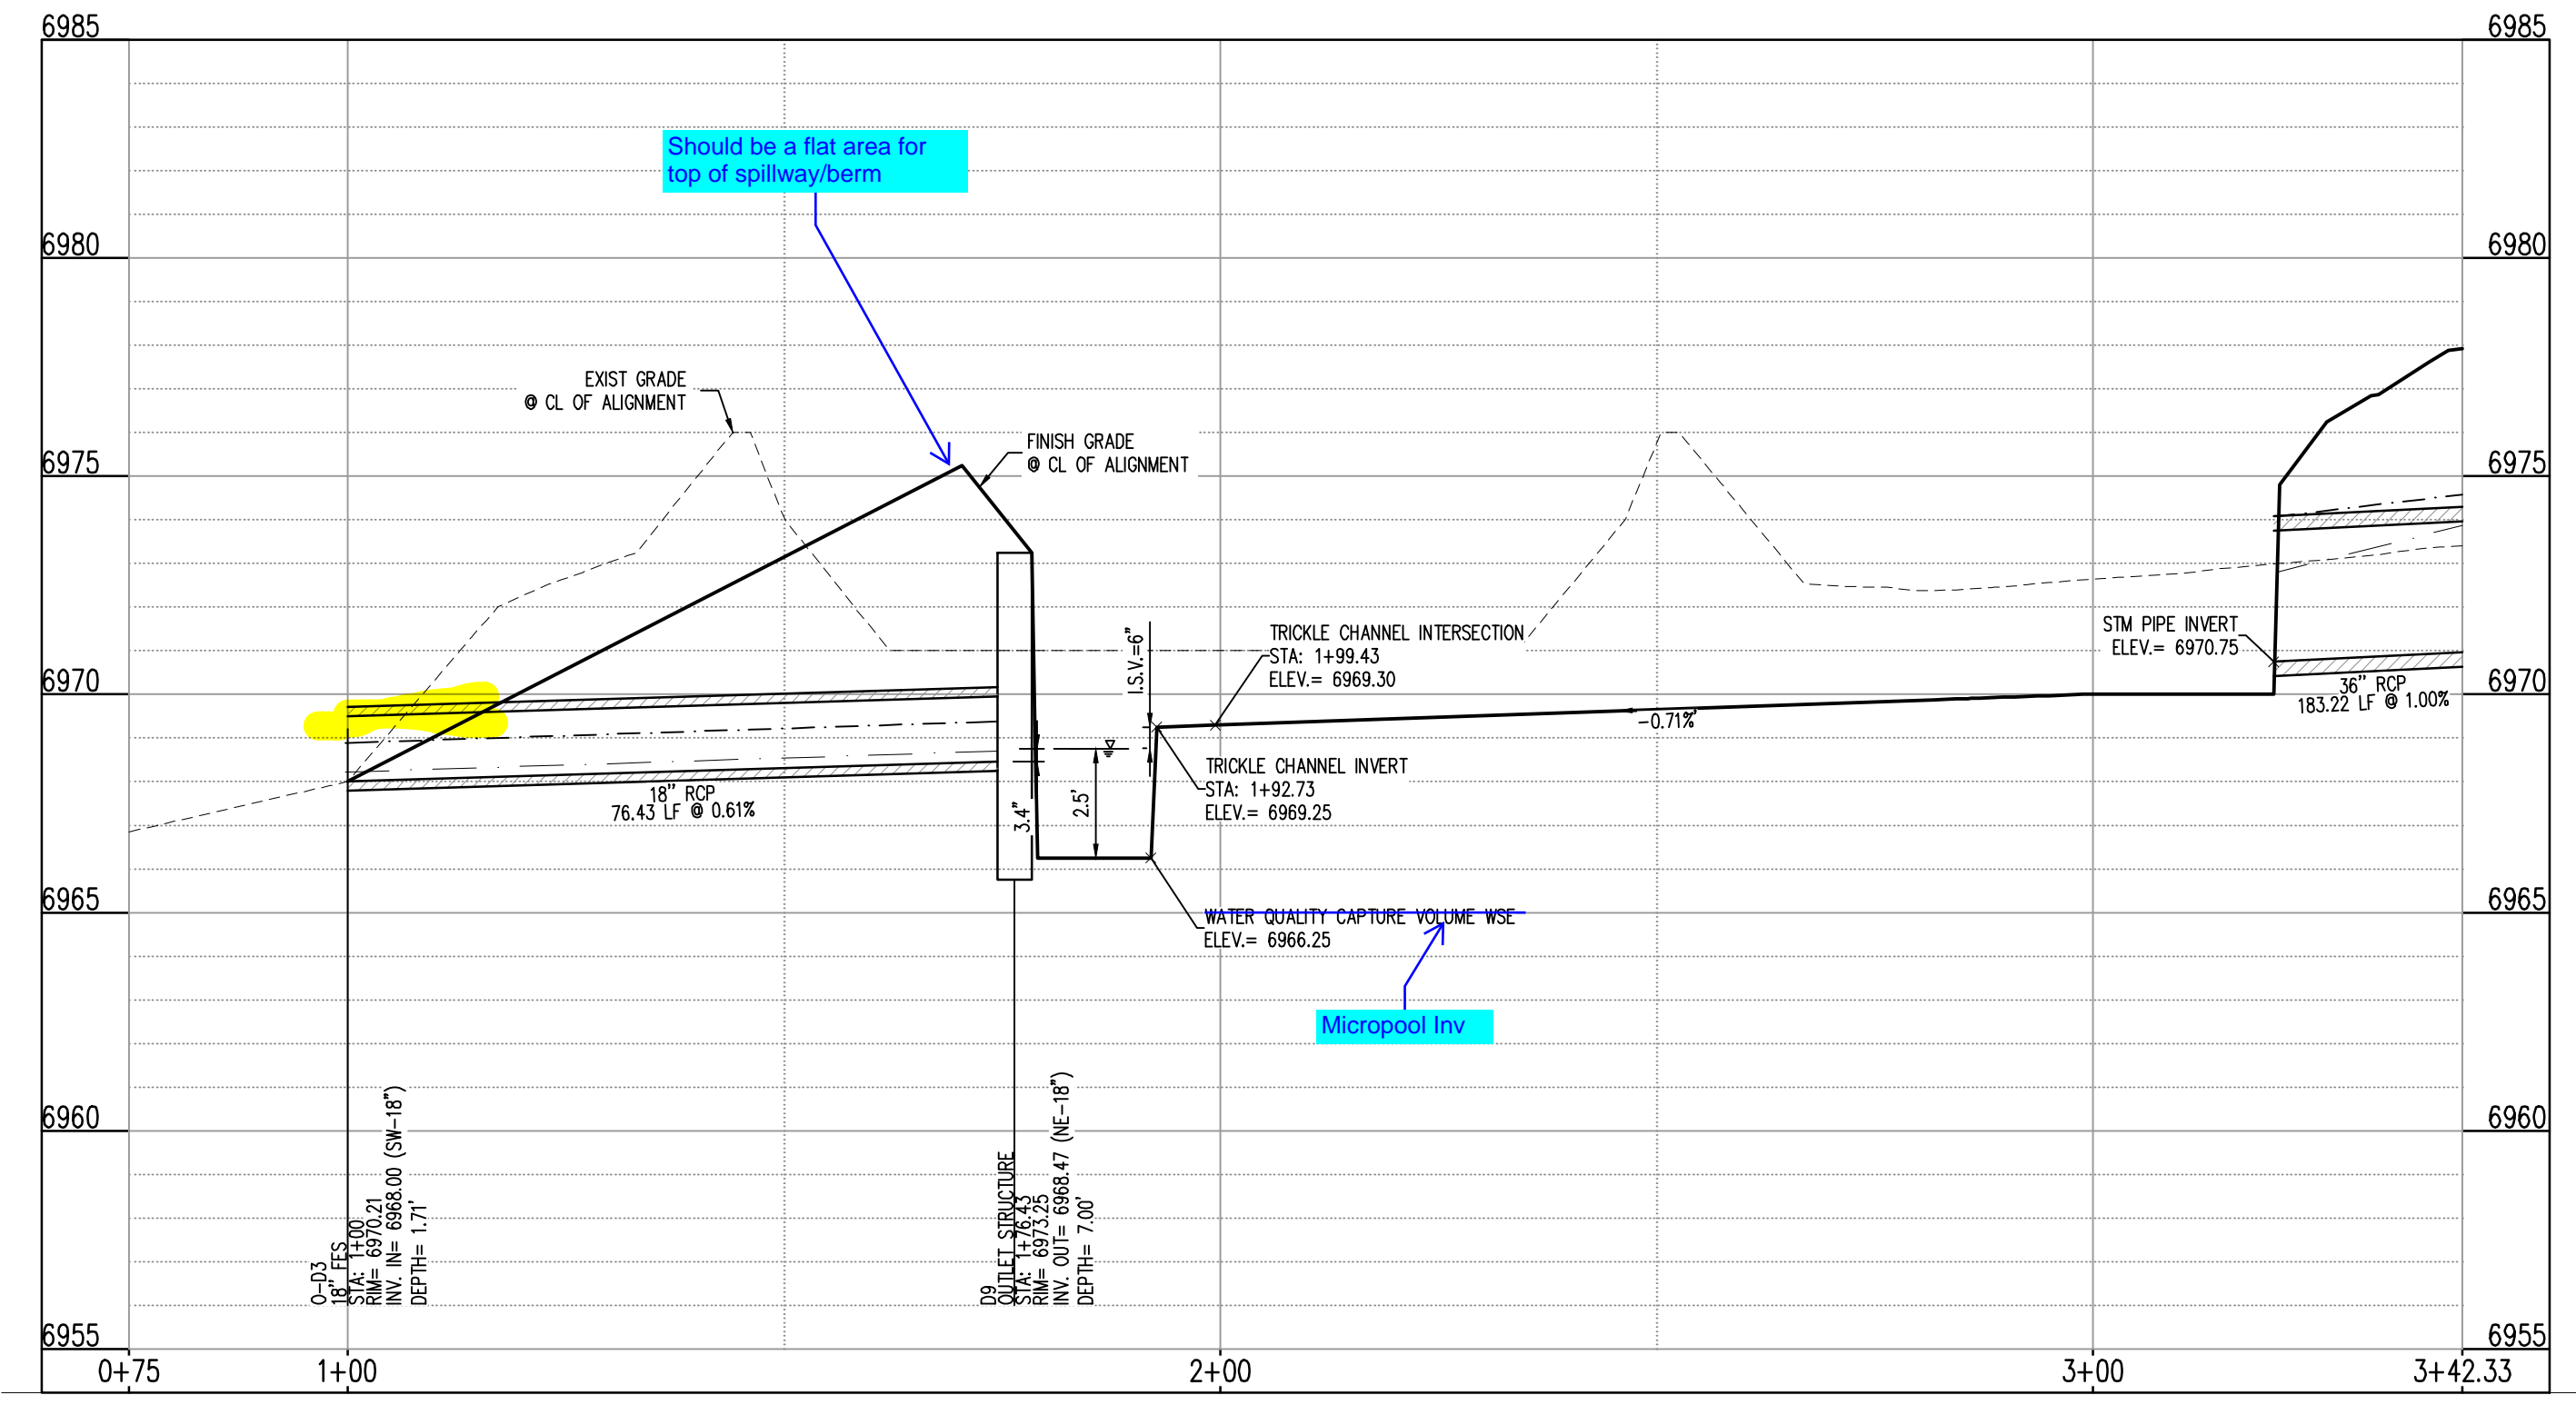 6985
6985
Should be a flat area for
top of spillway/berm
6980
6980
EXIST GRADE
@ CL OF ALIGNMENT
FINISH GRADE
@ CL OF ALIGNMENT
6975
6975
I.S.V.=6"
TRICKLE CHANNEL INTERSECTION
STA: 1+99.43
ELEV.= 6969.30
STM PIPE INVERT
ELEV.= 6970.75
6970
6970
36" RCP
183.22 LF @ 1.00%
-0.71%
TRICKLE CHANNEL INVERT
STA: 1+92.73
ELEV.= 6969.25
18" RCP
76.43 LF @ 0.61%
3.4"
2.5'
6965
6965
WATER QUALITY CAPTURE VOLUME WSE
ELEV.= 6966.25
Micropool Inv
6960
6960
O-D3
18" FES
STA: 1+00
RIM= 6970.21
INV. IN= 6968.00 (SW-18")
DEPTH= 1.71'
D9
OUTLET STRUCTURE
STA: 1+76.43
RIM= 6973.25
INV. OUT= 6968.47 (NE-18")
DEPTH= 7.00'
6955
6955
0+75
1+00
2+00
3+00
3+42.33